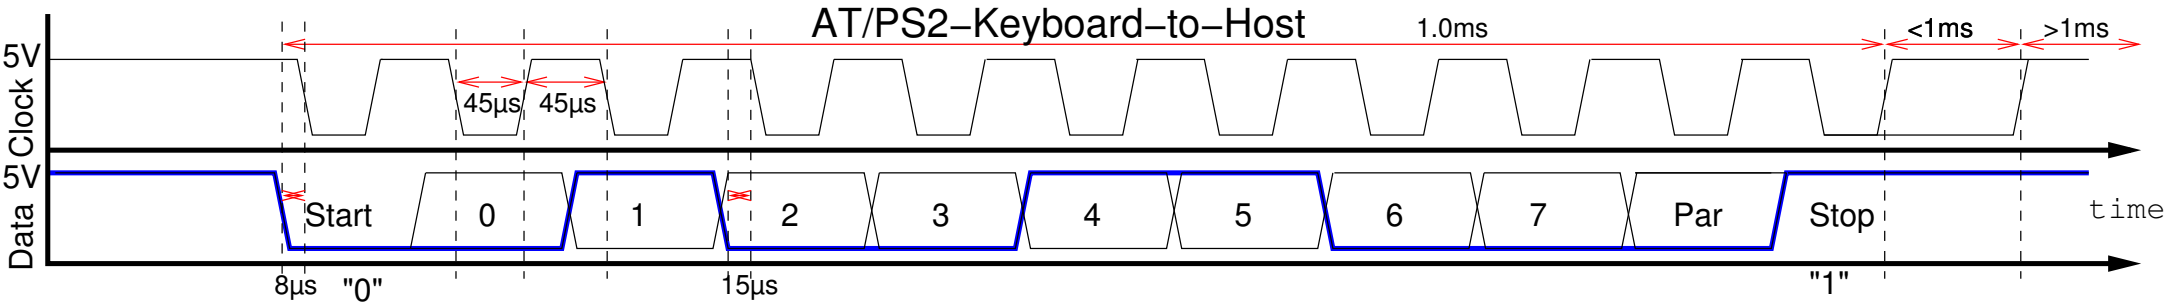 AT/PS2−Keyboard−to−Host
1.0ms
<1ms
>1ms
5V
Clock
45µs
45µs
5V
Data
Start
0
1
2
3
4
5
6
7
Par
Stop
time
8µs
"0"
15µs
"1"